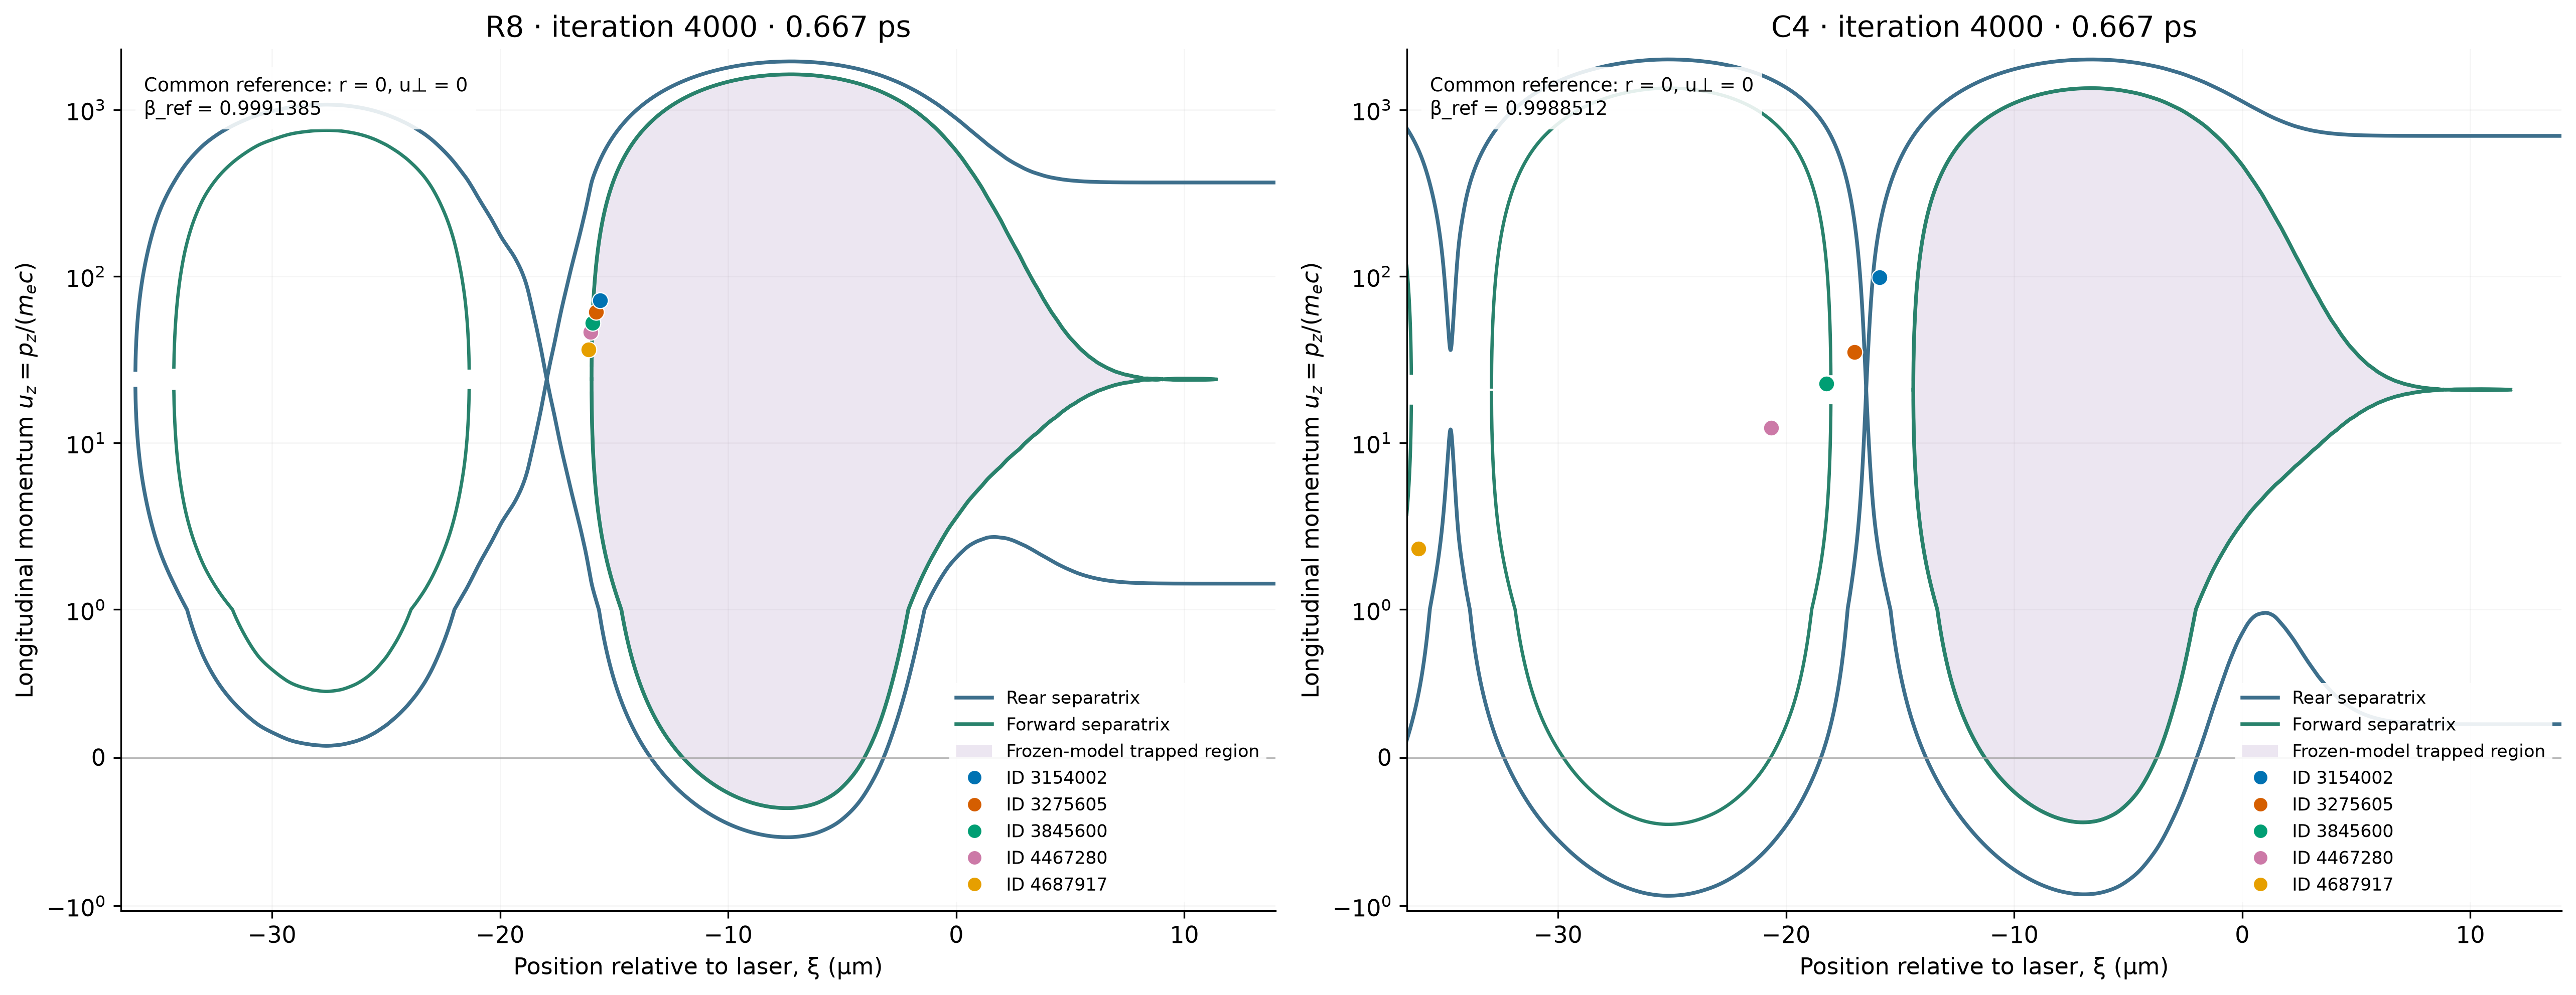 R8 · iteration 4000 · 0.667 ps
Common reference: r = 0, u⊥ = 0
β_ref = 0.9991385
Longitudinal momentum u_z = p_z/(m_e c)
10³
10²
10¹
10⁰
0
−10⁰
−30
−20
−10
0
10
Position relative to laser, ξ (μm)
Rear separatrix
Forward separatrix
Frozen-model trapped region
ID 3154002
ID 3275605
ID 3845600
ID 4467280
ID 4687917
C4 · iteration 4000 · 0.667 ps
Common reference: r = 0, u⊥ = 0
β_ref = 0.9988512
Longitudinal momentum u_z = p_z/(m_e c)
10³
10²
10¹
10⁰
0
−10⁰
−30
−20
−10
0
10
Position relative to laser, ξ (μm)
Rear separatrix
Forward separatrix
Frozen-model trapped region
ID 3154002
ID 3275605
ID 3845600
ID 4467280
ID 4687917